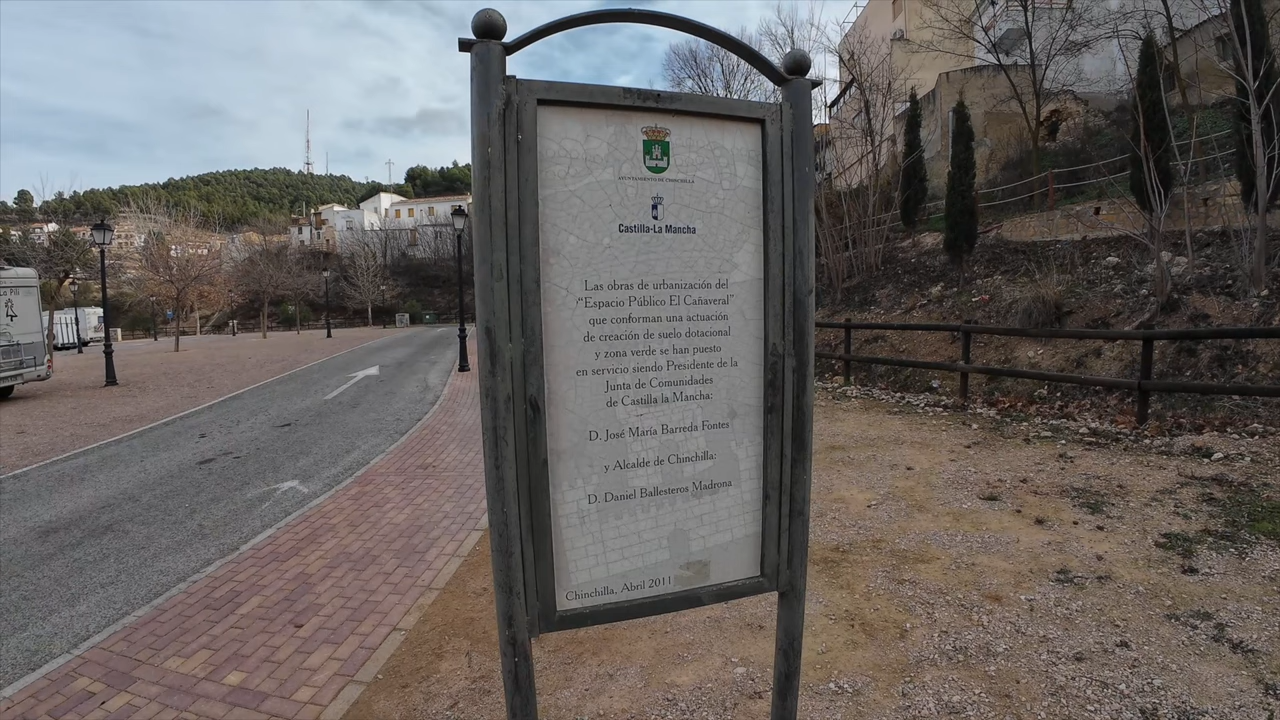 AYUNTAMIENTO DE CHINCHILLA
Castilla-La Mancha
Las obras de urbanización del
“Espacio Público El Cañaveral”
que conforman una actuación
de creación de suelo dotacional
y zona verde se han puesto
en servicio siendo Presidente de la
Junta de Comunidades
de Castilla la Mancha:
D. José María Barreda Fontes
y Alcalde de Chinchilla:
D. Daniel Ballesteros Madrona
Chinchilla, Abril 2011
La Pili